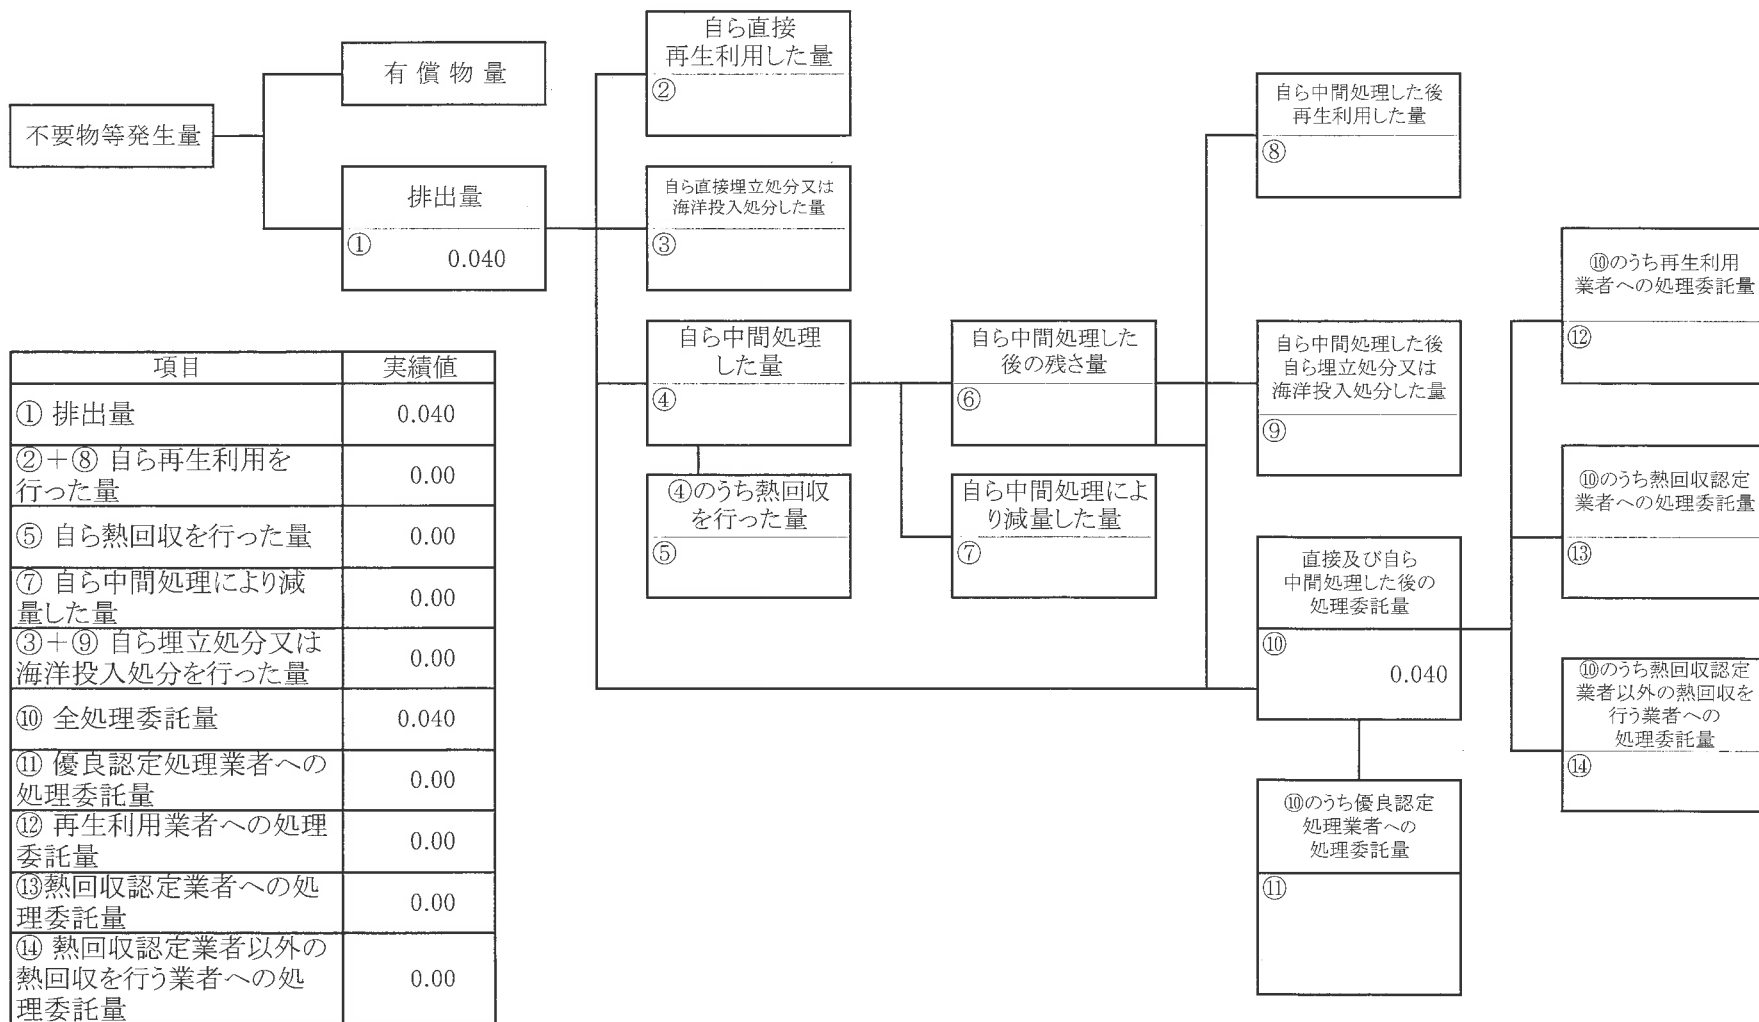 不要物等発生量
有償物量
排出量
①
0.040
自ら直接
再生利用した量
②
自ら直接埋立処分又は
海洋投入処分した量
③
自ら中間処理
した量
④
④のうち熱回収
を行った量
⑤
自ら中間処理した
後の残さ量
⑥
自ら中間処理によ
り減量した量
⑦
自ら中間処理した後
再生利用した量
⑧
自ら中間処理した後
自ら埋立処分又は
海洋投入処分した量
⑨
直接及び自ら
中間処理した後の
処理委託量
⑩
0.040
⑩のうち優良認定
処理業者への
処理委託量
⑪
⑩のうち再生利用
業者への処理委託量
⑫
⑩のうち熱回収認定
業者への処理委託量
⑬
⑩のうち熱回収認定
業者以外の熱回収を
行う業者への
処理委託量
⑭
項目 実績値
① 排出量 0.040
②+⑧ 自ら再生利用を
行った量 0.00
⑤ 自ら熱回収を行った量 0.00
⑦ 自ら中間処理により減
量した量 0.00
③+⑨ 自ら埋立処分又は
海洋投入処分を行った量 0.00
⑩ 全処理委託量 0.040
⑪ 優良認定処理業者への
処理委託量 0.00
⑫ 再生利用業者への処理
委託量 0.00
⑬熱回収認定業者への処
理委託量 0.00
⑭ 熱回収認定業者以外の
熱回収を行う業者への処
理委託量 0.00